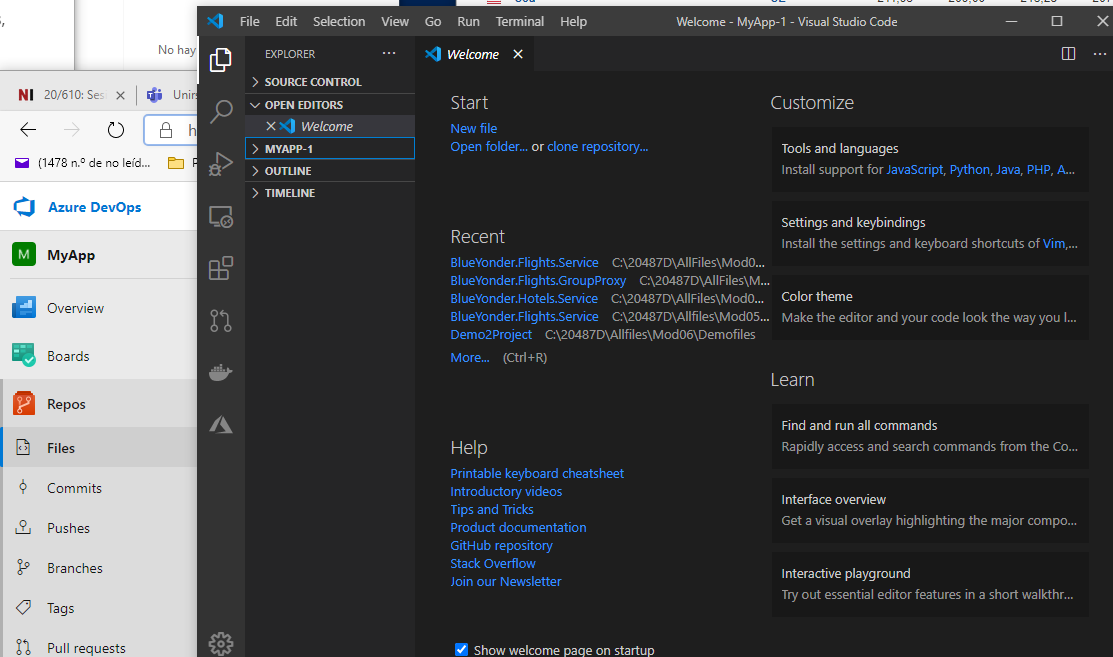 s,
No hay
NI 20/610: Ses
Unirs
(1478 n.º de no leíd...
Azure DevOps
M MyApp
Overview
Boards
Repos
Files
Commits
Pushes
Branches
Tags
Pull requests
File Edit Selection View Go Run Terminal Help
Welcome - MyApp-1 - Visual Studio Code
EXPLORER ...
SOURCE CONTROL
OPEN EDITORS
Welcome
MYAPP-1
OUTLINE
TIMELINE
Welcome
Start
New file
Open folder... or clone repository...
Recent
BlueYonder.Flights.Service C:\20487D\AllFiles\Mod0...
BlueYonder.Flights.GroupProxy C:\20487D\AllFiles\M...
BlueYonder.Hotels.Service C:\20487D\AllFiles\Mod0...
BlueYonder.Flights.Service C:\20487D\Allfiles\Mod05...
Demo2Project C:\20487D\Allfiles\Mod06\Demofiles
More... (Ctrl+R)
Help
Printable keyboard cheatsheet
Introductory videos
Tips and Tricks
Product documentation
GitHub repository
Stack Overflow
Join our Newsletter
Show welcome page on startup
Customize
Tools and languages
Install support for JavaScript, Python, Java, PHP, A...
Settings and keybindings
Install the settings and keyboard shortcuts of Vim,...
Color theme
Make the editor and your code look the way you l...
Learn
Find and run all commands
Rapidly access and search commands from the Co...
Interface overview
Get a visual overlay highlighting the major compo...
Interactive playground
Try out essential editor features in a short walkthr...